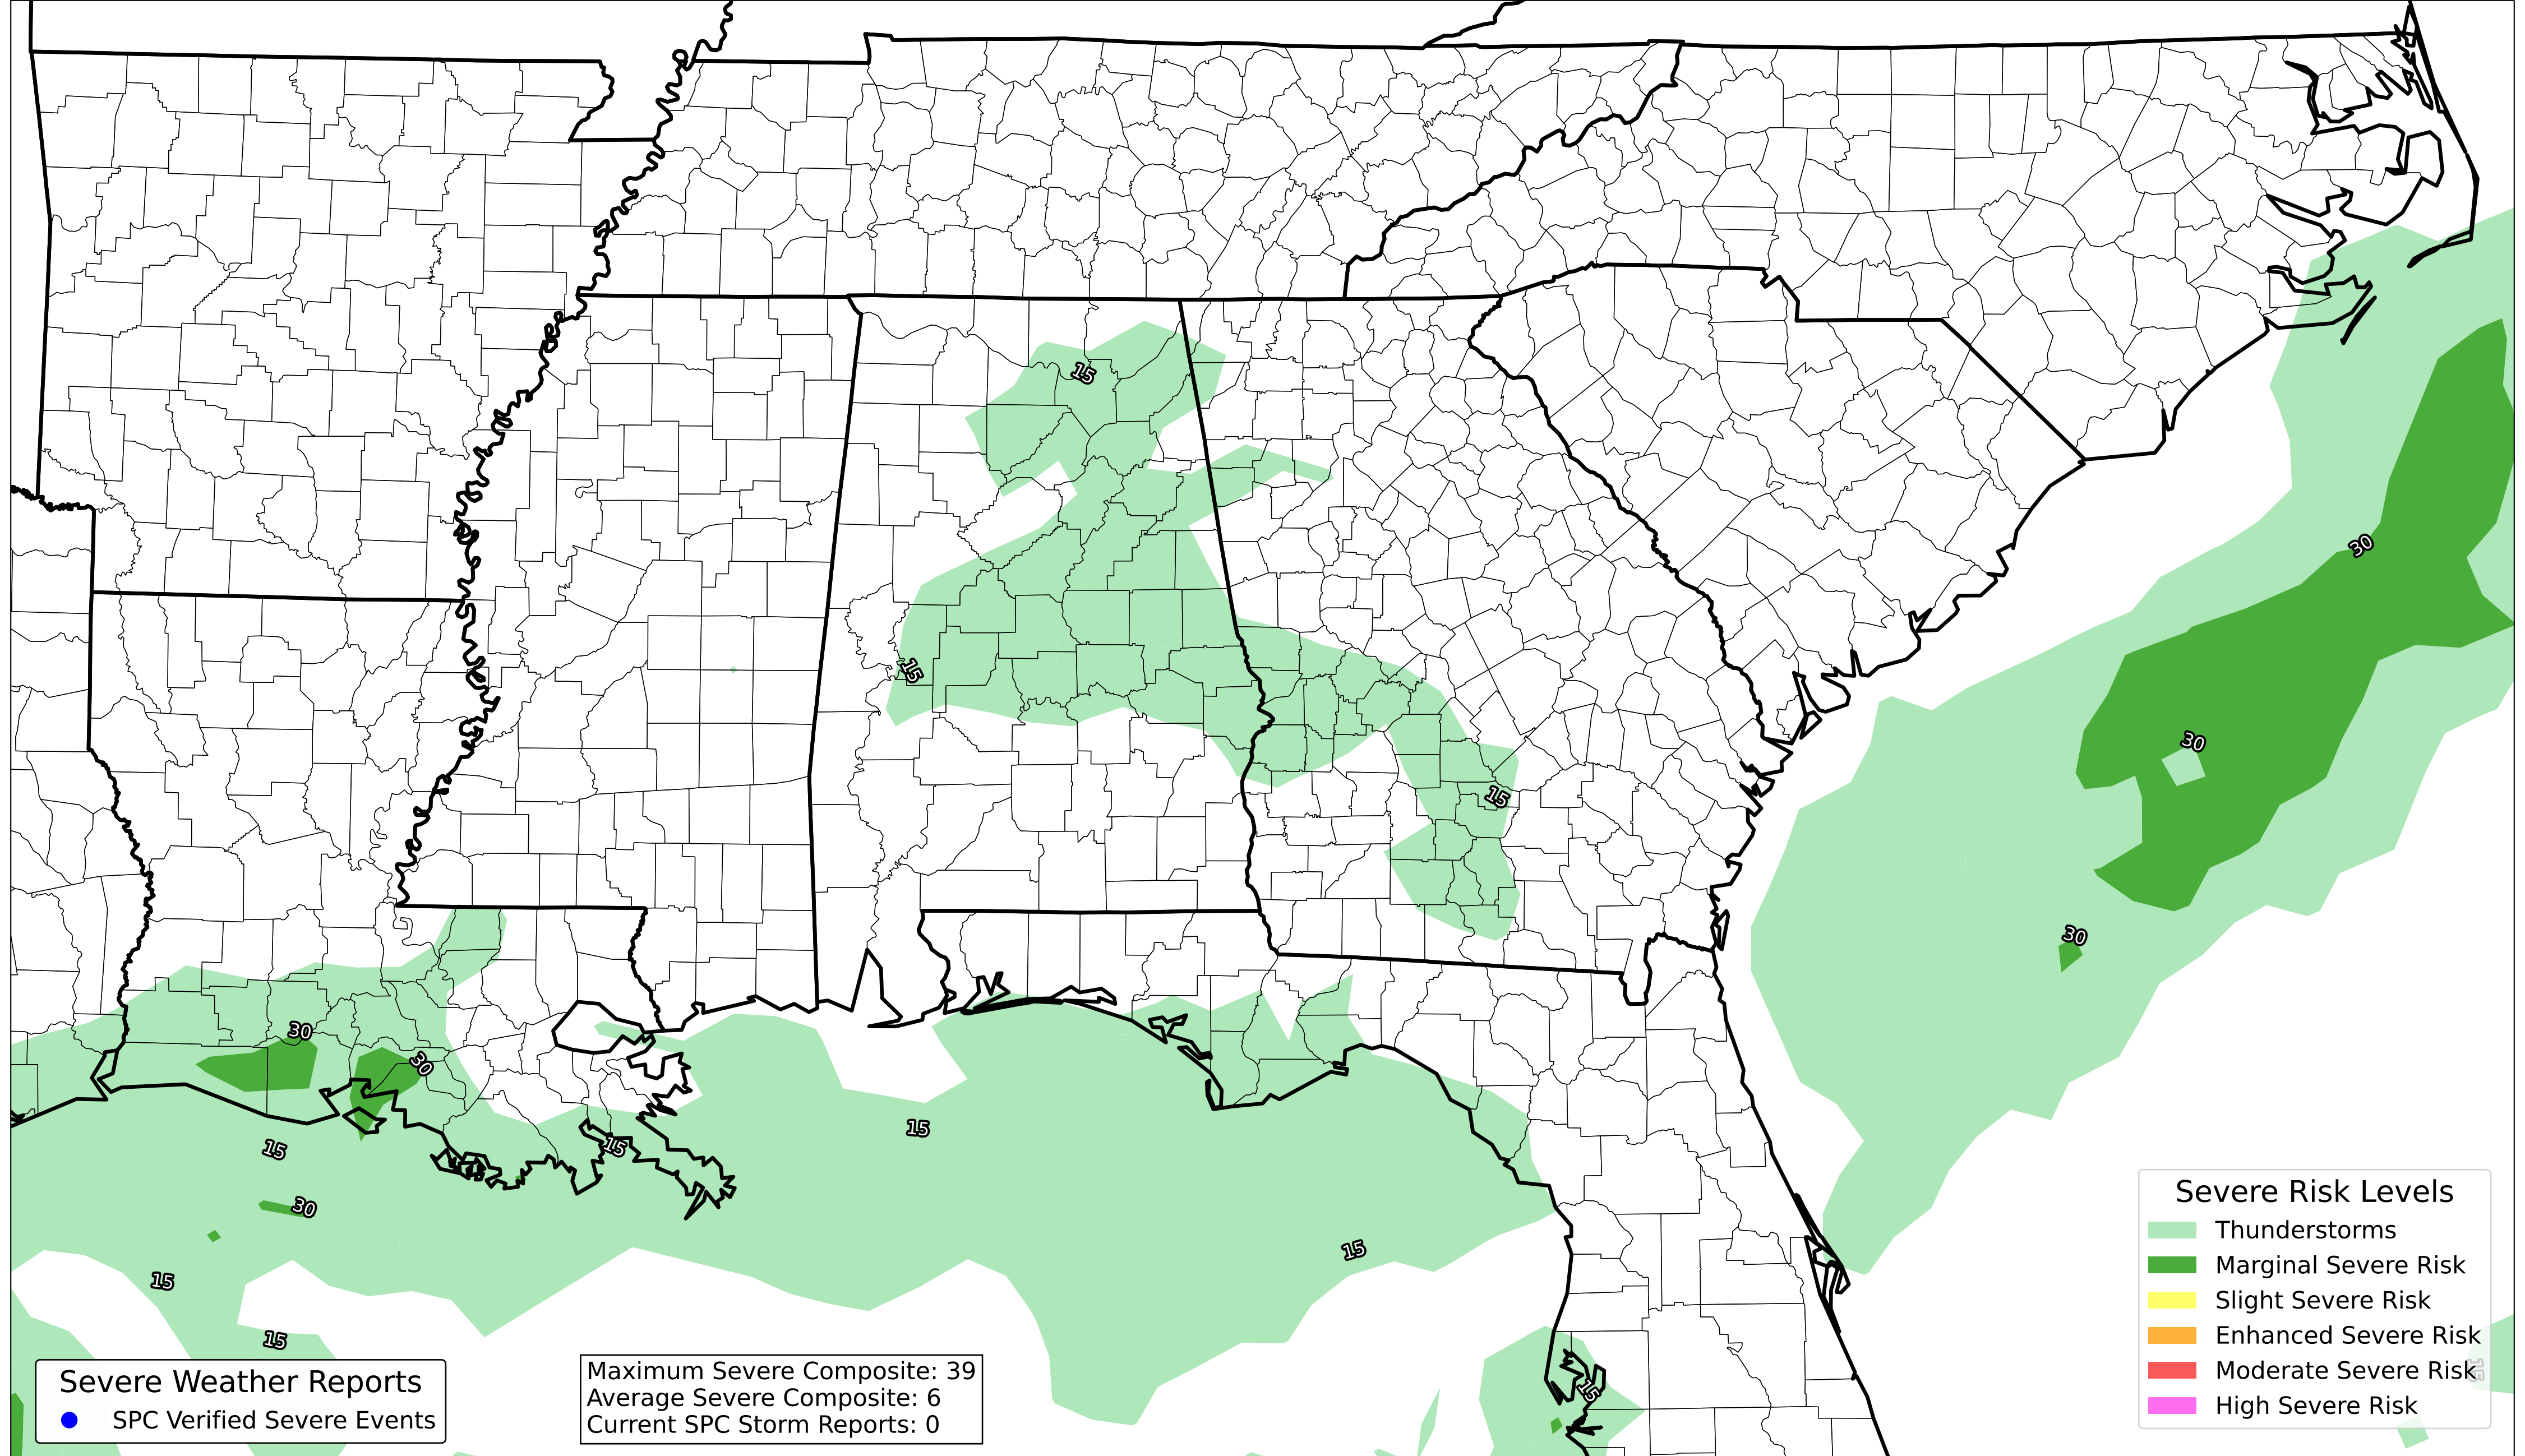 15
30
15
30
15
30
30
30
15
15
15
30
15
15
15
15
15
15
Severe Risk Levels
Thunderstorms
Marginal Severe Risk
Slight Severe Risk
Enhanced Severe Risk
Moderate Severe Risk
High Severe Risk
Severe Weather Reports
SPC Verified Severe Events
Maximum Severe Composite: 39
Average Severe Composite: 6
Current SPC Storm Reports: 0